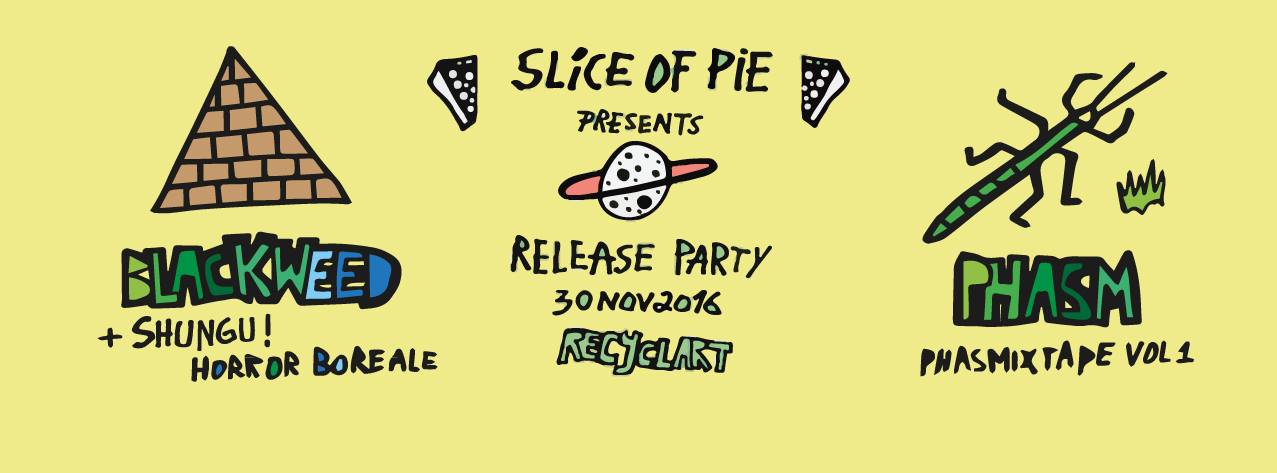 SLiCE OF PiE
PRESENTS
RELEASE PARTY
30 NOV 2016
RECYCLART
BLACKWEED
+ SHUNGU!
HORROR BOREALE
PHASM
PHASMIXTAPE VOL 1